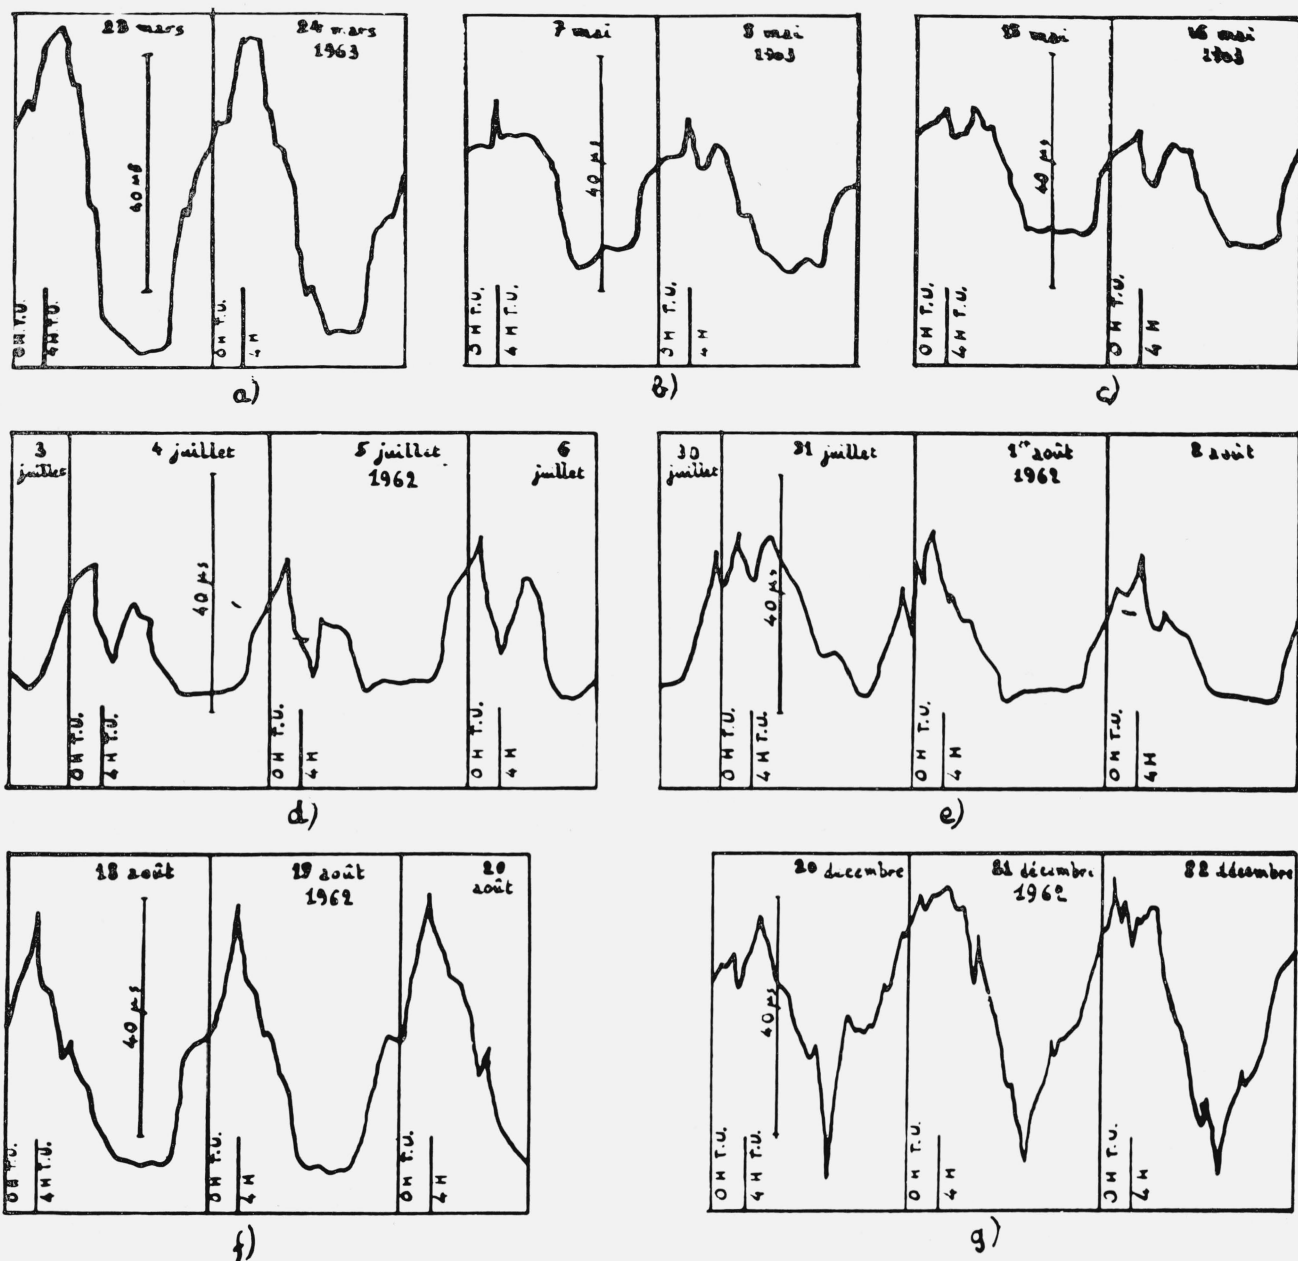 23 mars
24 mars
1963
40 µs
0 H T.U.
4 H T.U.
0 H T.U.
4 H
a)
7 mai
8 mai
40 µs
4 H T.U.
4 H
b)
15 mai
16 mai
40 µs
0 H T.U.
4 H T.U.
0 H T.U.
4 H
c)
3
juillet
4 juillet
5 juillet
1962
6
juillet
40 µs
0 H T.U.
4 H T.U.
0 H T.U.
4 H
0 H T.U.
4 H
d)
30
juillet
31 juillet
1er août
1962
2 août
40 µs
0 H T.U.
4 H T.U.
0 H T.U.
4 H
0 H T.U.
4 H
e)
18 août
19 août
1962
20
août
40 µs
0 H T.U.
4 H T.U.
0 H T.U.
4 H
0 H T.U.
4 H
f)
20 decembre
21 décembre
1962
22 décembre
40 µs
0 H T.U.
4 H T.U.
0 H T.U.
4 H
0 H T.U.
4 H
g)